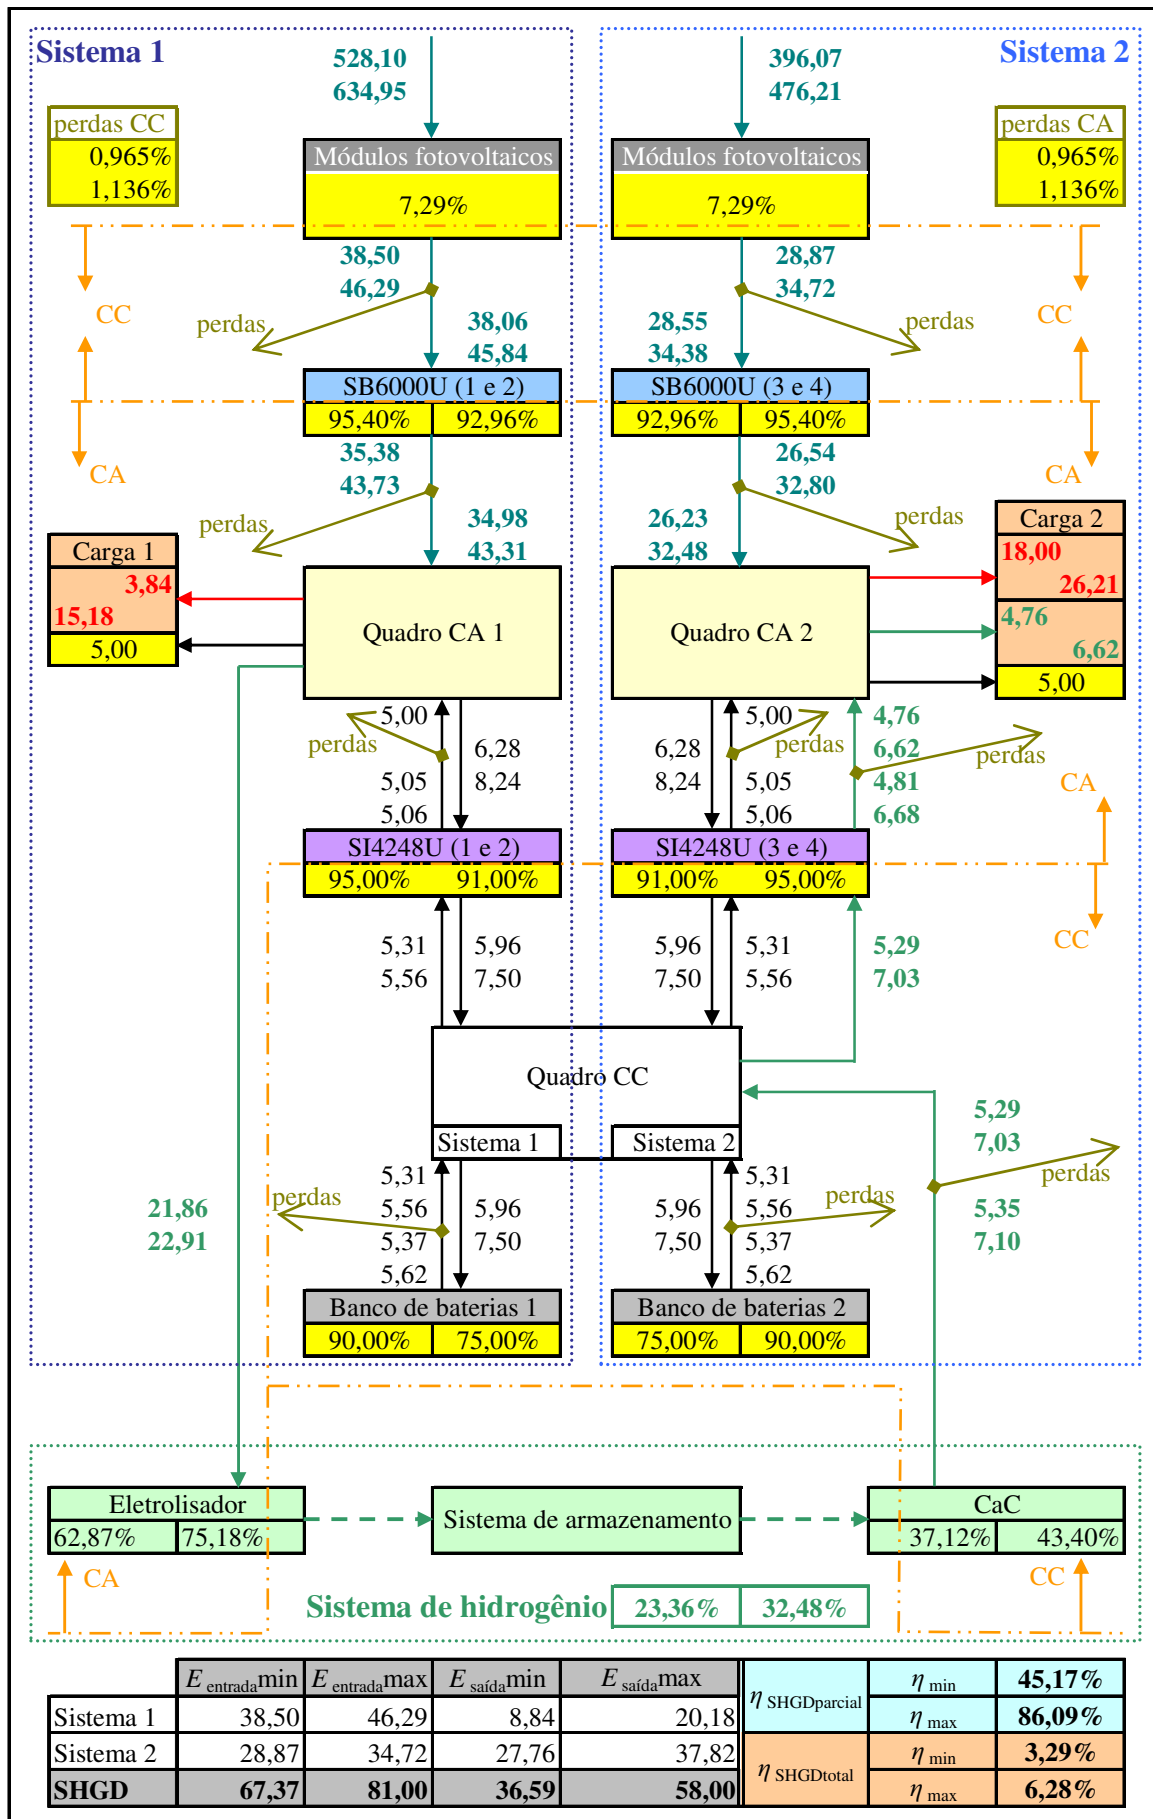 Sistema 1
528,10
634,95
396,07
476,21
Sistema 2
perdas CC
0,965%
1,136%
Módulos fotovoltaicos
7,29%
Módulos fotovoltaicos
7,29%
perdas CA
0,965%
1,136%
38,50
46,29
28,87
34,72
CC
perdas
38,06
45,84
28,55
34,38
perdas
CC
SB6000U (1 e 2)
95,40% 92,96%
SB6000U (3 e 4)
92,96% 95,40%
35,38
43,73
26,54
32,80
CA
perdas
34,98
43,31
26,23
32,48
perdas
CA
Carga 1
3,84
15,18
5,00
Quadro CA 1
Quadro CA 2
Carga 2
18,00
26,21
4,76
6,62
5,00
perdas
5,00
5,05
5,06
6,28
8,24
6,28
8,24
5,00
perdas
5,05
5,06
4,76
6,62
4,81
6,68
perdas
CA
SI4248U (1 e 2)
95,00% 91,00%
SI4248U (3 e 4)
91,00% 95,00%
CC
5,31
5,56
5,96
7,50
5,96
7,50
5,31
5,56
5,29
7,03
Quadro CC
Sistema 1
Sistema 2
5,29
7,03
perdas
5,35
7,10
21,86
22,91
perdas
5,31
5,56
5,37
5,62
5,96
7,50
5,96
7,50
5,31
5,56
5,37
5,62
perdas
Banco de baterias 1
90,00% 75,00%
Banco de baterias 2
75,00% 90,00%
Eletrolisador
62,87% 75,18%
Sistema de armazenamento
CaC
37,12% 43,40%
CA
CC
Sistema de hidrogênio 23,36% 32,48%
E entrada min E entrada max E saída min E saída max
Sistema 1 38,50 46,29 8,84 20,18
Sistema 2 28,87 34,72 27,76 37,82
SHGD 67,37 81,00 36,59 58,00
η SHGDparcial
η min 45,17%
η max 86,09%
η SHGDtotal
η min 3,29%
η max 6,28%